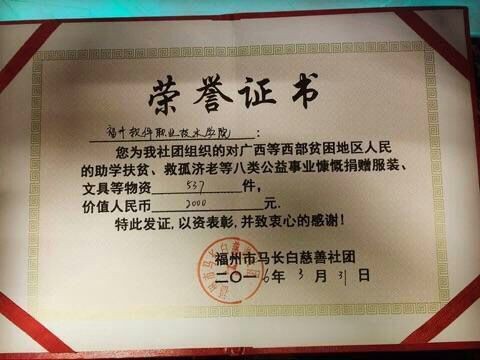 荣誉证书
福州软件职业技术学院:
您为我社团组织的对广西等西部贫困地区人民
的助学扶贫、救孤济老等八类公益事业慷慨捐赠服装、
文具等物资 537 件,
价值人民币 2000 元.
特此发证,以资表彰,并致衷心的感谢!
福州市马长白慈善社团
二〇一6年3月31日